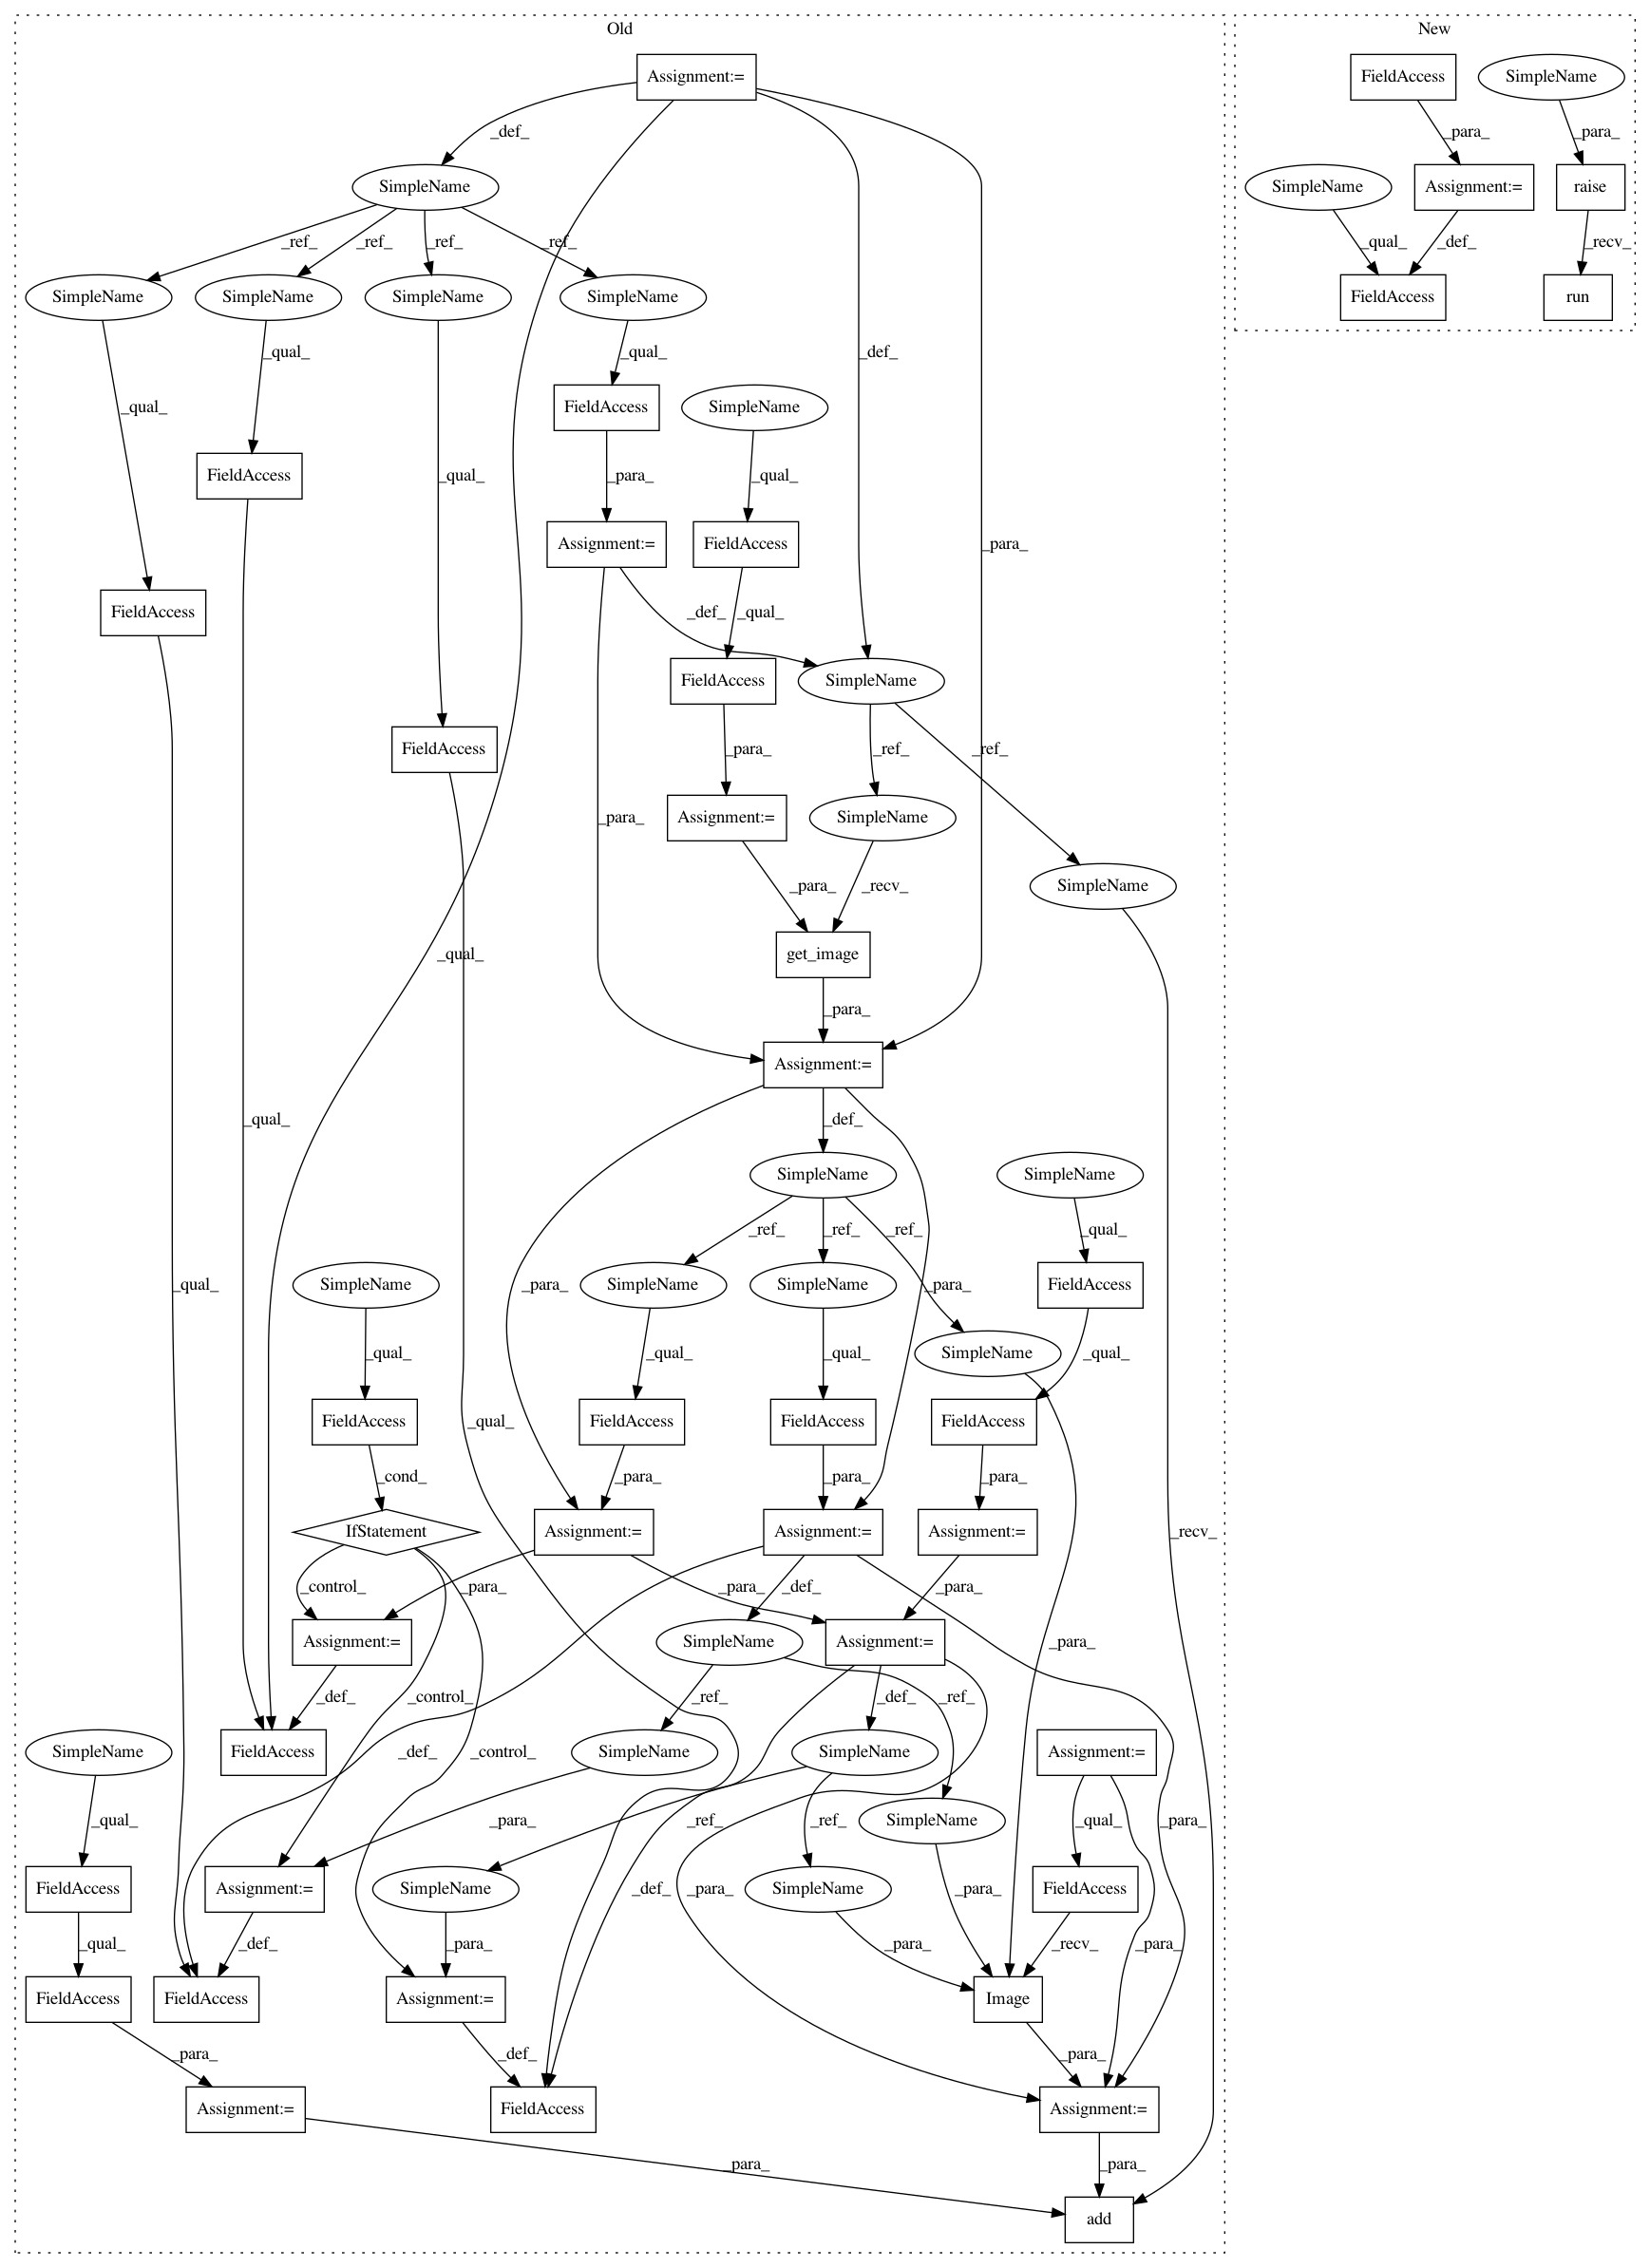 Old New
Assignment:= FieldAccess SimpleName
_def_ _para_ _para_
SimpleName SimpleName Assignment:= raise
_ref_ _ref_ _ref_ _ref_ _qual_ _def_ _recv_
SimpleName SimpleName SimpleName SimpleName FieldAccess run
_qual_ _qual_ _def_
FieldAccess SimpleName
_qual_
FieldAccess _qual_ _para_ _qual_
Assignment:= FieldAccess _para_
FieldAccess _def_ _qual_
FieldAccess SimpleName
FieldAccess _para_ _ref_ _ref_
_para_ Assignment:= SimpleName
_para_ _recv_ SimpleName
_qual_ get_image
_para_
Assignment:=
_qual_ _def_
SimpleName SimpleName
_ref_ _ref_ _ref_ _qual_
_qual_ SimpleName _para_ SimpleName SimpleName _para_ FieldAccess
_qual_ _qual_ _qual_ SimpleName _qual_
FieldAccess _qual_ FieldAccess FieldAccess FieldAccess
_cond_ _para_ _para_ _para_
IfStatement Assignment:= Assignment:= Assignment:= _recv_
_control_ _para_ _para_ _def_ _para_
Assignment:= SimpleName Assignment:= _para_
_def_ _control_ _ref_ _def_ _ref_
SimpleName FieldAccess _def_ _control_ SimpleName SimpleName Assignment:=
_qual_ _para_ _ref_ _ref_ SimpleName _qual_ _para_
FieldAccess Assignment:= SimpleName _def_ _para_ SimpleName _para_ FieldAccess
_qual_ _def_ _para_ _para_ _recv_ _para_
FieldAccess FieldAccess Assignment:= Image
_para_ _def_ _para_
Assignment:= FieldAccess Assignment:=
_para_ _para_
add